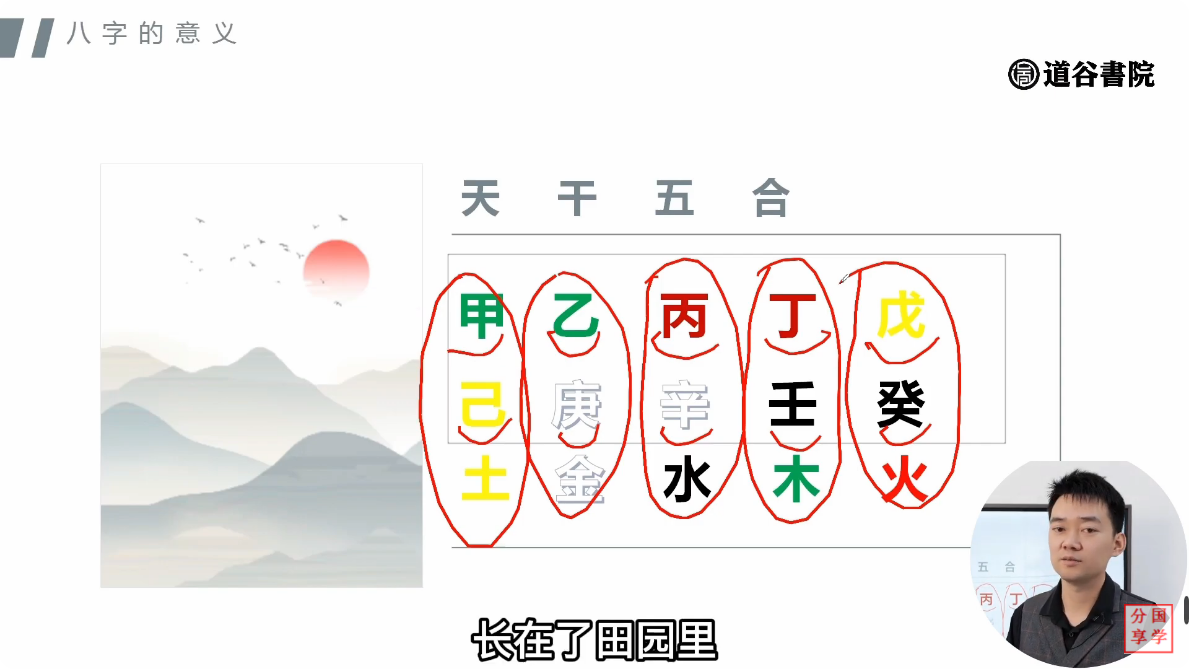 八字的意义
道谷書院
天干五合
甲 乙 丙 丁 戊
己 庚 辛 壬 癸
土 金 水 木 火
五合
丙 丁
国学
分享
长在了田园里